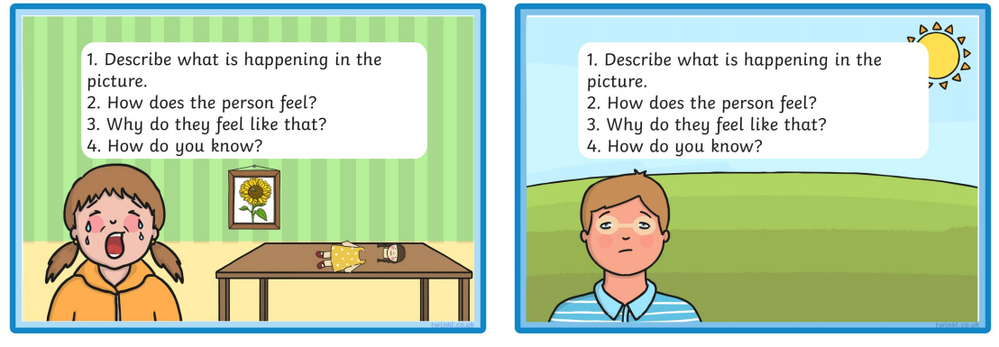 1. Describe what is happening in the
picture.
2. How does the person feel?
3. Why do they feel like that?
4. How do you know?
twinkl.co.uk
1. Describe what is happening in the
picture.
2. How does the person feel?
3. Why do they feel like that?
4. How do you know?
twinkl.co.uk